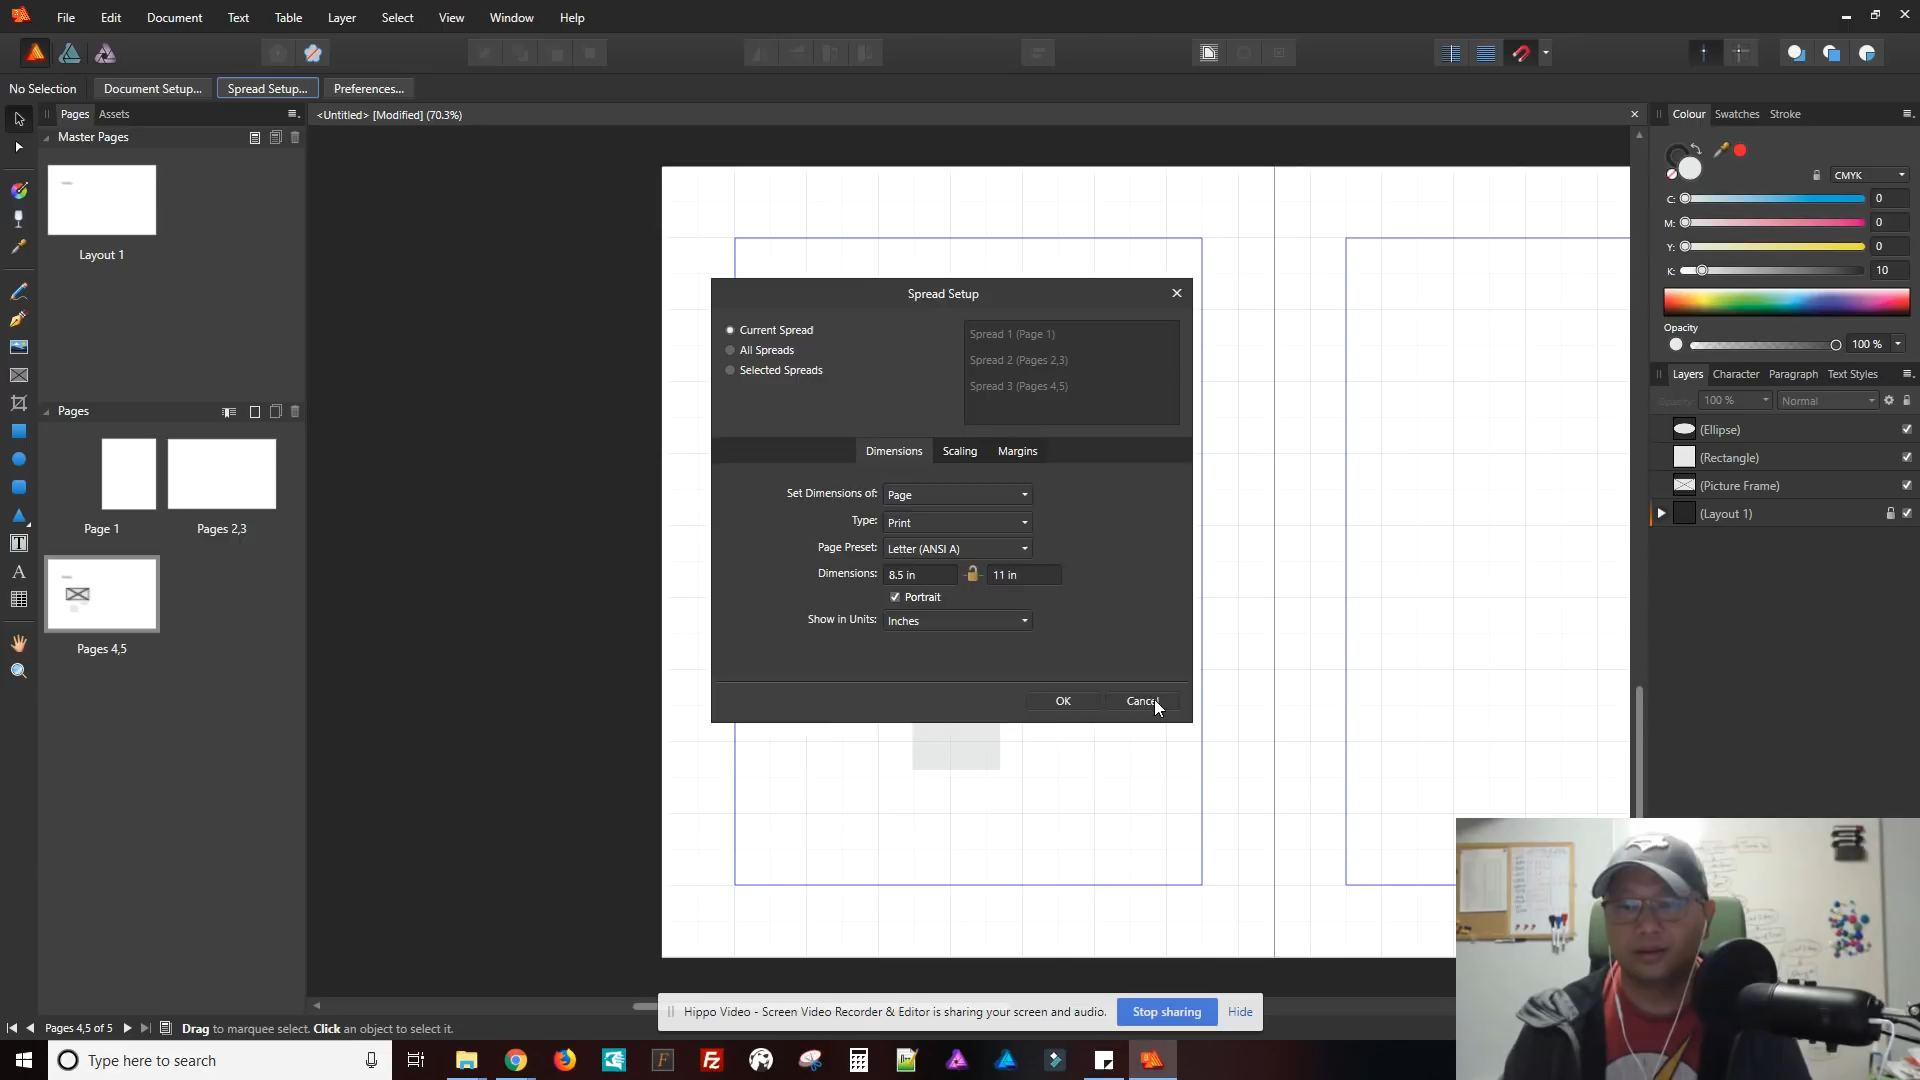 File Edit Document Text Table Layer Select View Window Help
No Selection Document Setup... Spread Setup... Preferences...
Pages Assets
<Untitled> [Modified] (70.3%)
Master Pages
Layout 1
Pages
Page 1
Pages 2,3
Pages 4,5
Spread Setup
Current Spread
All Spreads
Selected Spreads
Spread 1 (Page 1)
Spread 2 (Pages 2,3)
Spread 3 (Pages 4,5)
Dimensions Scaling Margins
Set Dimensions of: Page
Type: Print
Page Preset: Letter (ANSI A)
Dimensions: 8.5 in 11 in
Portrait
Show in Units: Inches
OK Cancel
Colour Swatches Stroke
CMYK
C: 0
M: 0
Y: 0
K: 10
Opacity
100 %
Layers Character Paragraph Text Styles
Opacity: 100 % Normal
(Ellipse)
(Rectangle)
(Picture Frame)
(Layout 1)
Hippo Video - Screen Video Recorder & Editor is sharing your screen and audio. Stop sharing Hide
Pages 4,5 of 5 Drag to marquee select. Click an object to select it.
Type here to search